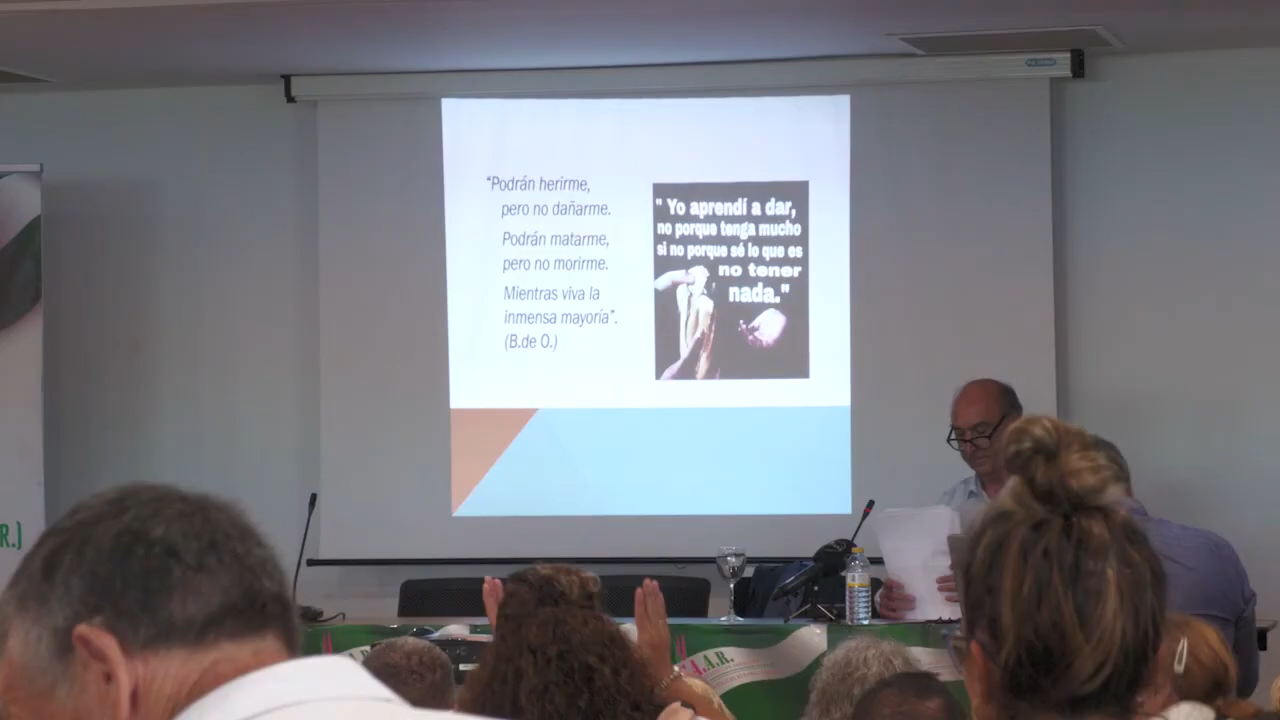 “Podrán herirme,
pero no dañarme.
Podrán matarme,
pero no morirme.
Mientras viva la
inmensa mayoría”.
(B.de O.)
" Yo aprendí a dar,
no porque tenga mucho
si no porque sé lo que es
no tener
nada."
R.)
A.A.R.